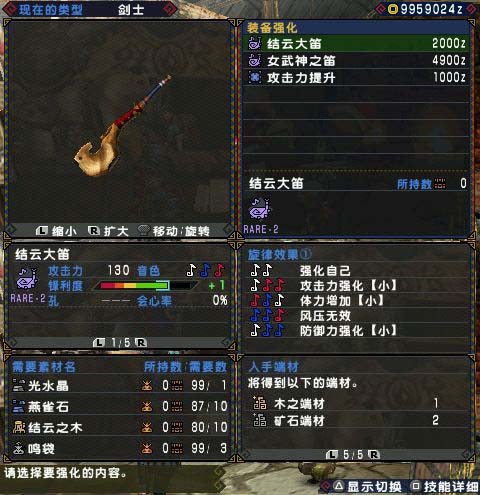 现在的类型 剑士
9959024z
装备强化
结云大笛 2000z
女武神之笛 4900z
攻击力提升 1000z
结云大笛 所持数 0
RARE-2
L 缩小 R 扩大 移动/旋转
结云大笛
攻击力 130 音色
锋利度 +1
孔 --- 会心率 0%
RARE-2
L 1/5 R
旋律效果①
强化自己
攻击力强化【小】
体力增加【小】
风压无效
防御力强化【小】
需要素材名 所持数/需要数
光水晶 0 99/ 1
燕雀石 0 87/10
结云之木 0 80/10
鸣袋 0 99/ 3
入手端材
将得到以下的端材。
木之端材 1
矿石端材 2
L 5/5 R
请选择要强化的内容。
显示切换 技能详细